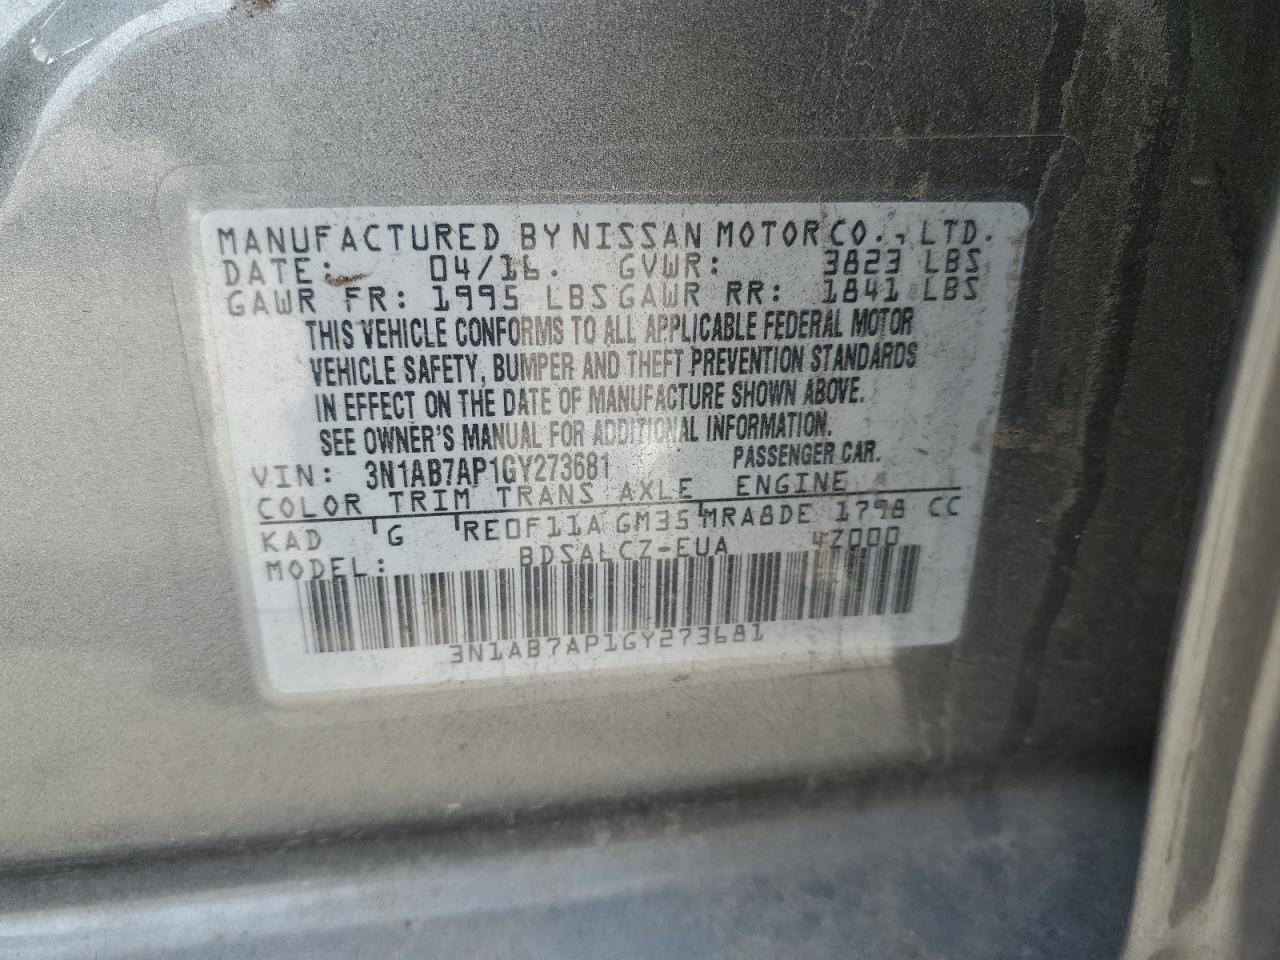 MANUFACTURED BY NISSAN MOTOR CO., LTD.
DATE: 04/16. GVWR: 3823 LBS
GAWR FR: 1995 LBS GAWR RR: 1841 LBS
THIS VEHICLE CONFORMS TO ALL APPLICABLE FEDERAL MOTOR
VEHICLE SAFETY, BUMPER AND THEFT PREVENTION STANDARDS
IN EFFECT ON THE DATE OF MANUFACTURE SHOWN ABOVE.
SEE OWNER'S MANUAL FOR ADDITIONAL INFORMATION.
VIN: 3N1AB7AP1GY273681 PASSENGER CAR.
COLOR TRIM TRANS AXLE ENGINE
KAD G RE0F11A GM35 MRA8DE 1798 CC
MODEL: BDSALCZ-EUA 4Z000
3N1AB7AP1GY273681